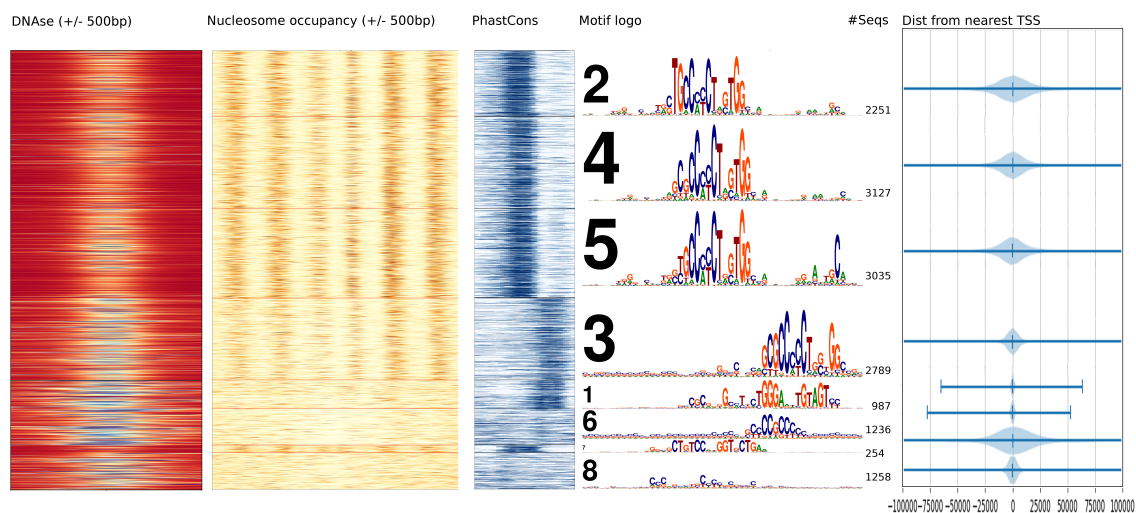 DNAse (+/- 500bp)
Nucleosome occupancy (+/- 500bp)
PhastCons
Motif logo
#Seqs
Dist from nearest TSS
2
2251
4
3127
5
3035
3
2789
1
987
6
1236
7
254
8
1258
−100000 −75000 −50000 −25000 0 25000 50000 75000 100000